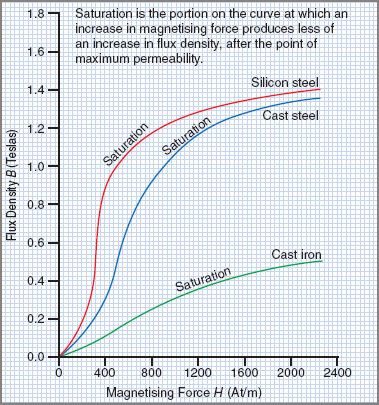 Saturation is the portion on the curve at which an
increase in magnetising force produces less of
an increase in flux density, after the point of
maximum permeability.
1.8
1.6
1.4
1.2
1.0
0.8
0.6
0.4
0.2
0.0
Flux Density B (Teslas)
Silicon steel
Cast steel
Cast iron
Saturation
Saturation
Saturation
0
400
800
1200
1600
2000
2400
Magnetising Force H (At/m)